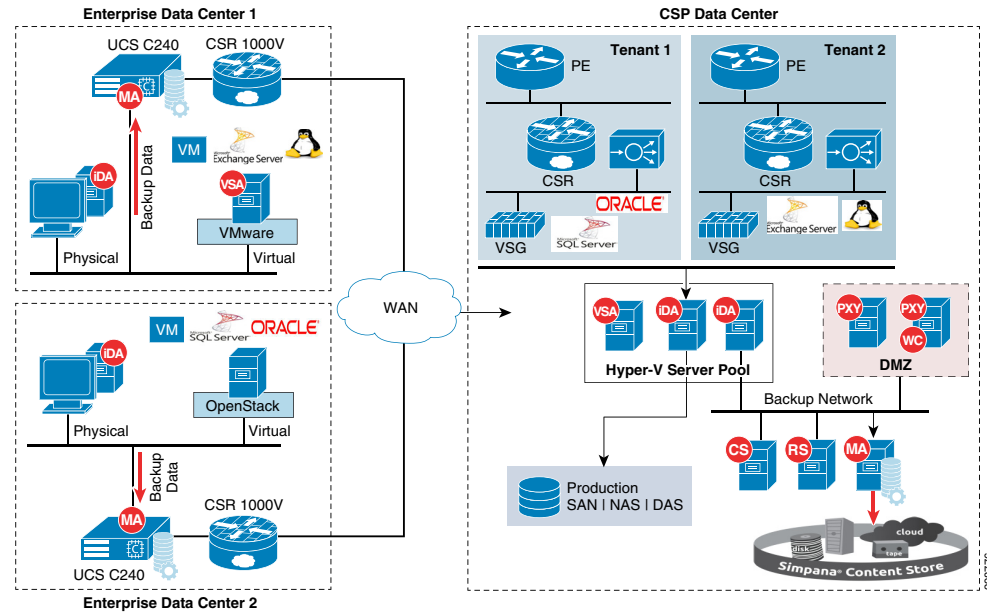 Enterprise Data Center 1
UCS C240
CSR 1000V
MA
Backup Data
VM
Microsoft
Exchange Server
iDA
VSA
VMware
Physical
Virtual
VM
Microsoft
SQL Server
ORACLE
iDA
OpenStack
Physical
Virtual
Backup
Data
MA
CSR 1000V
UCS C240
Enterprise Data Center 2
WAN
CSP Data Center
Tenant 1
PE
CSR
ORACLE
Microsoft
SQL Server
VSG
Tenant 2
PE
CSR
Microsoft
Exchange Server
VSG
VSA
iDA
iDA
Hyper-V Server Pool
PXY
PXY
WC
DMZ
Backup Network
CS
RS
MA
Production
SAN | NAS | DAS
disk
cloud
tape
Simpana® Content Store